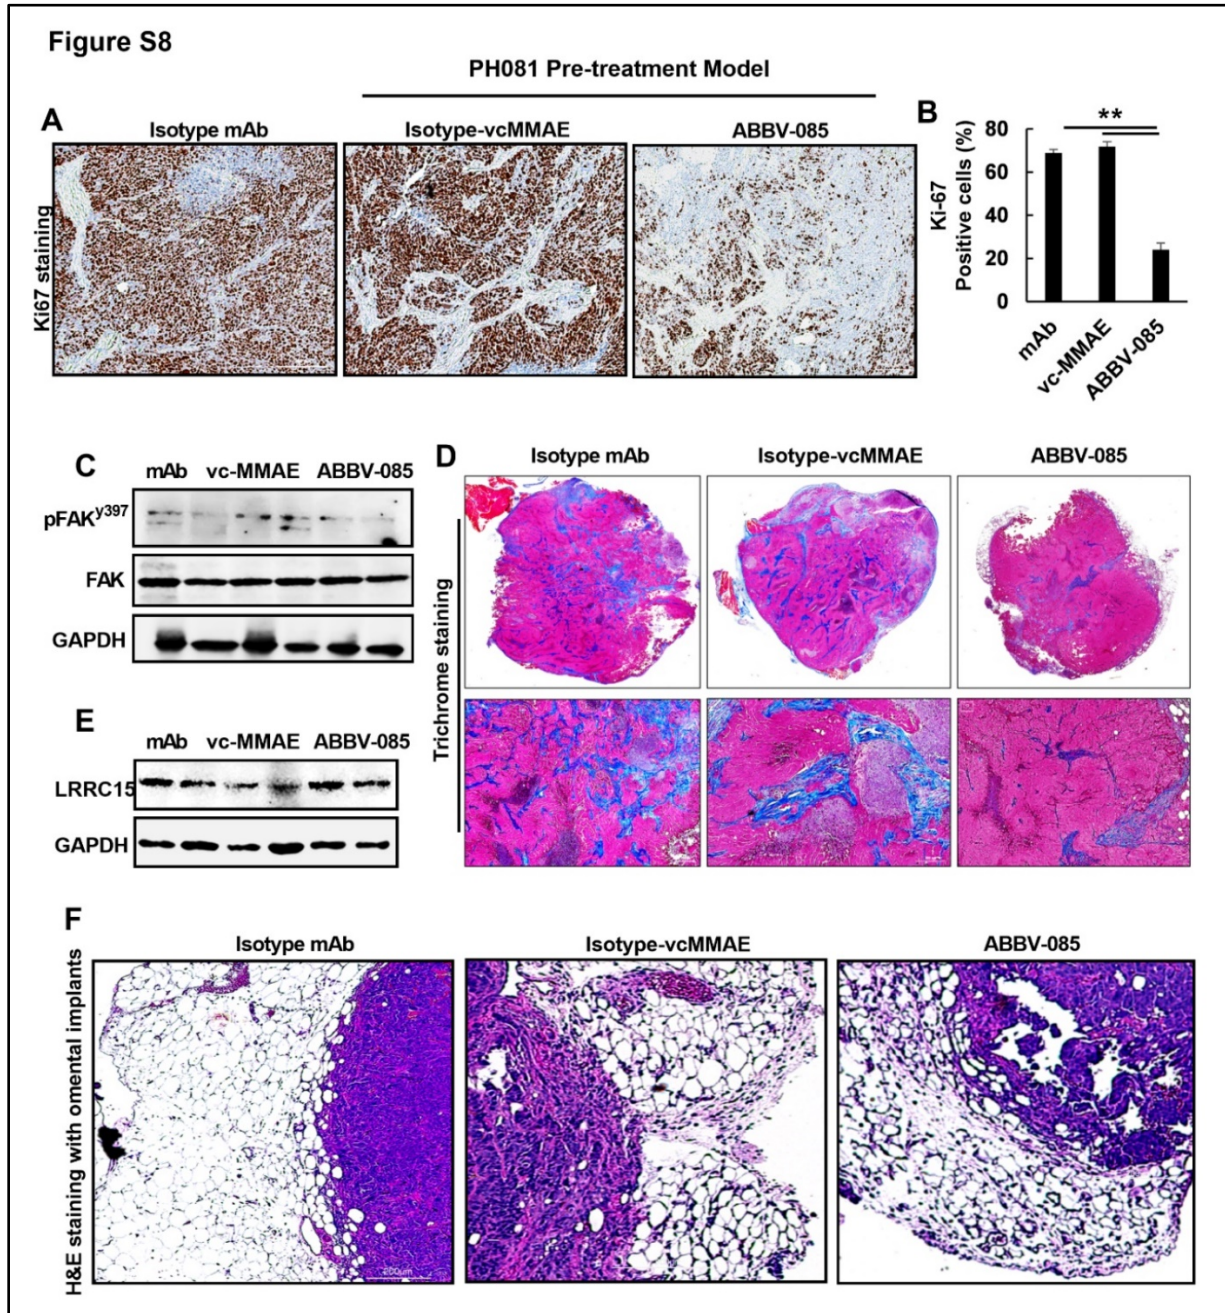 Figure S8
PH081 Pre-treatment Model
A
Isotype mAb
Isotype-vcMMAE
ABBV-085
Ki67 staining
B
**
Ki-67
Positive cells (%)
80
60
40
20
0
mAb
vc-MMAE
ABBV-085
C
mAb vc-MMAE ABBV-085
pFAKʸ³⁹⁷
FAK
GAPDH
D
Isotype mAb
Isotype-vcMMAE
ABBV-085
Trichrome staining
E
mAb vc-MMAE ABBV-085
LRRC15
GAPDH
F
Isotype mAb
Isotype-vcMMAE
ABBV-085
H&E staining with omental implants
200um